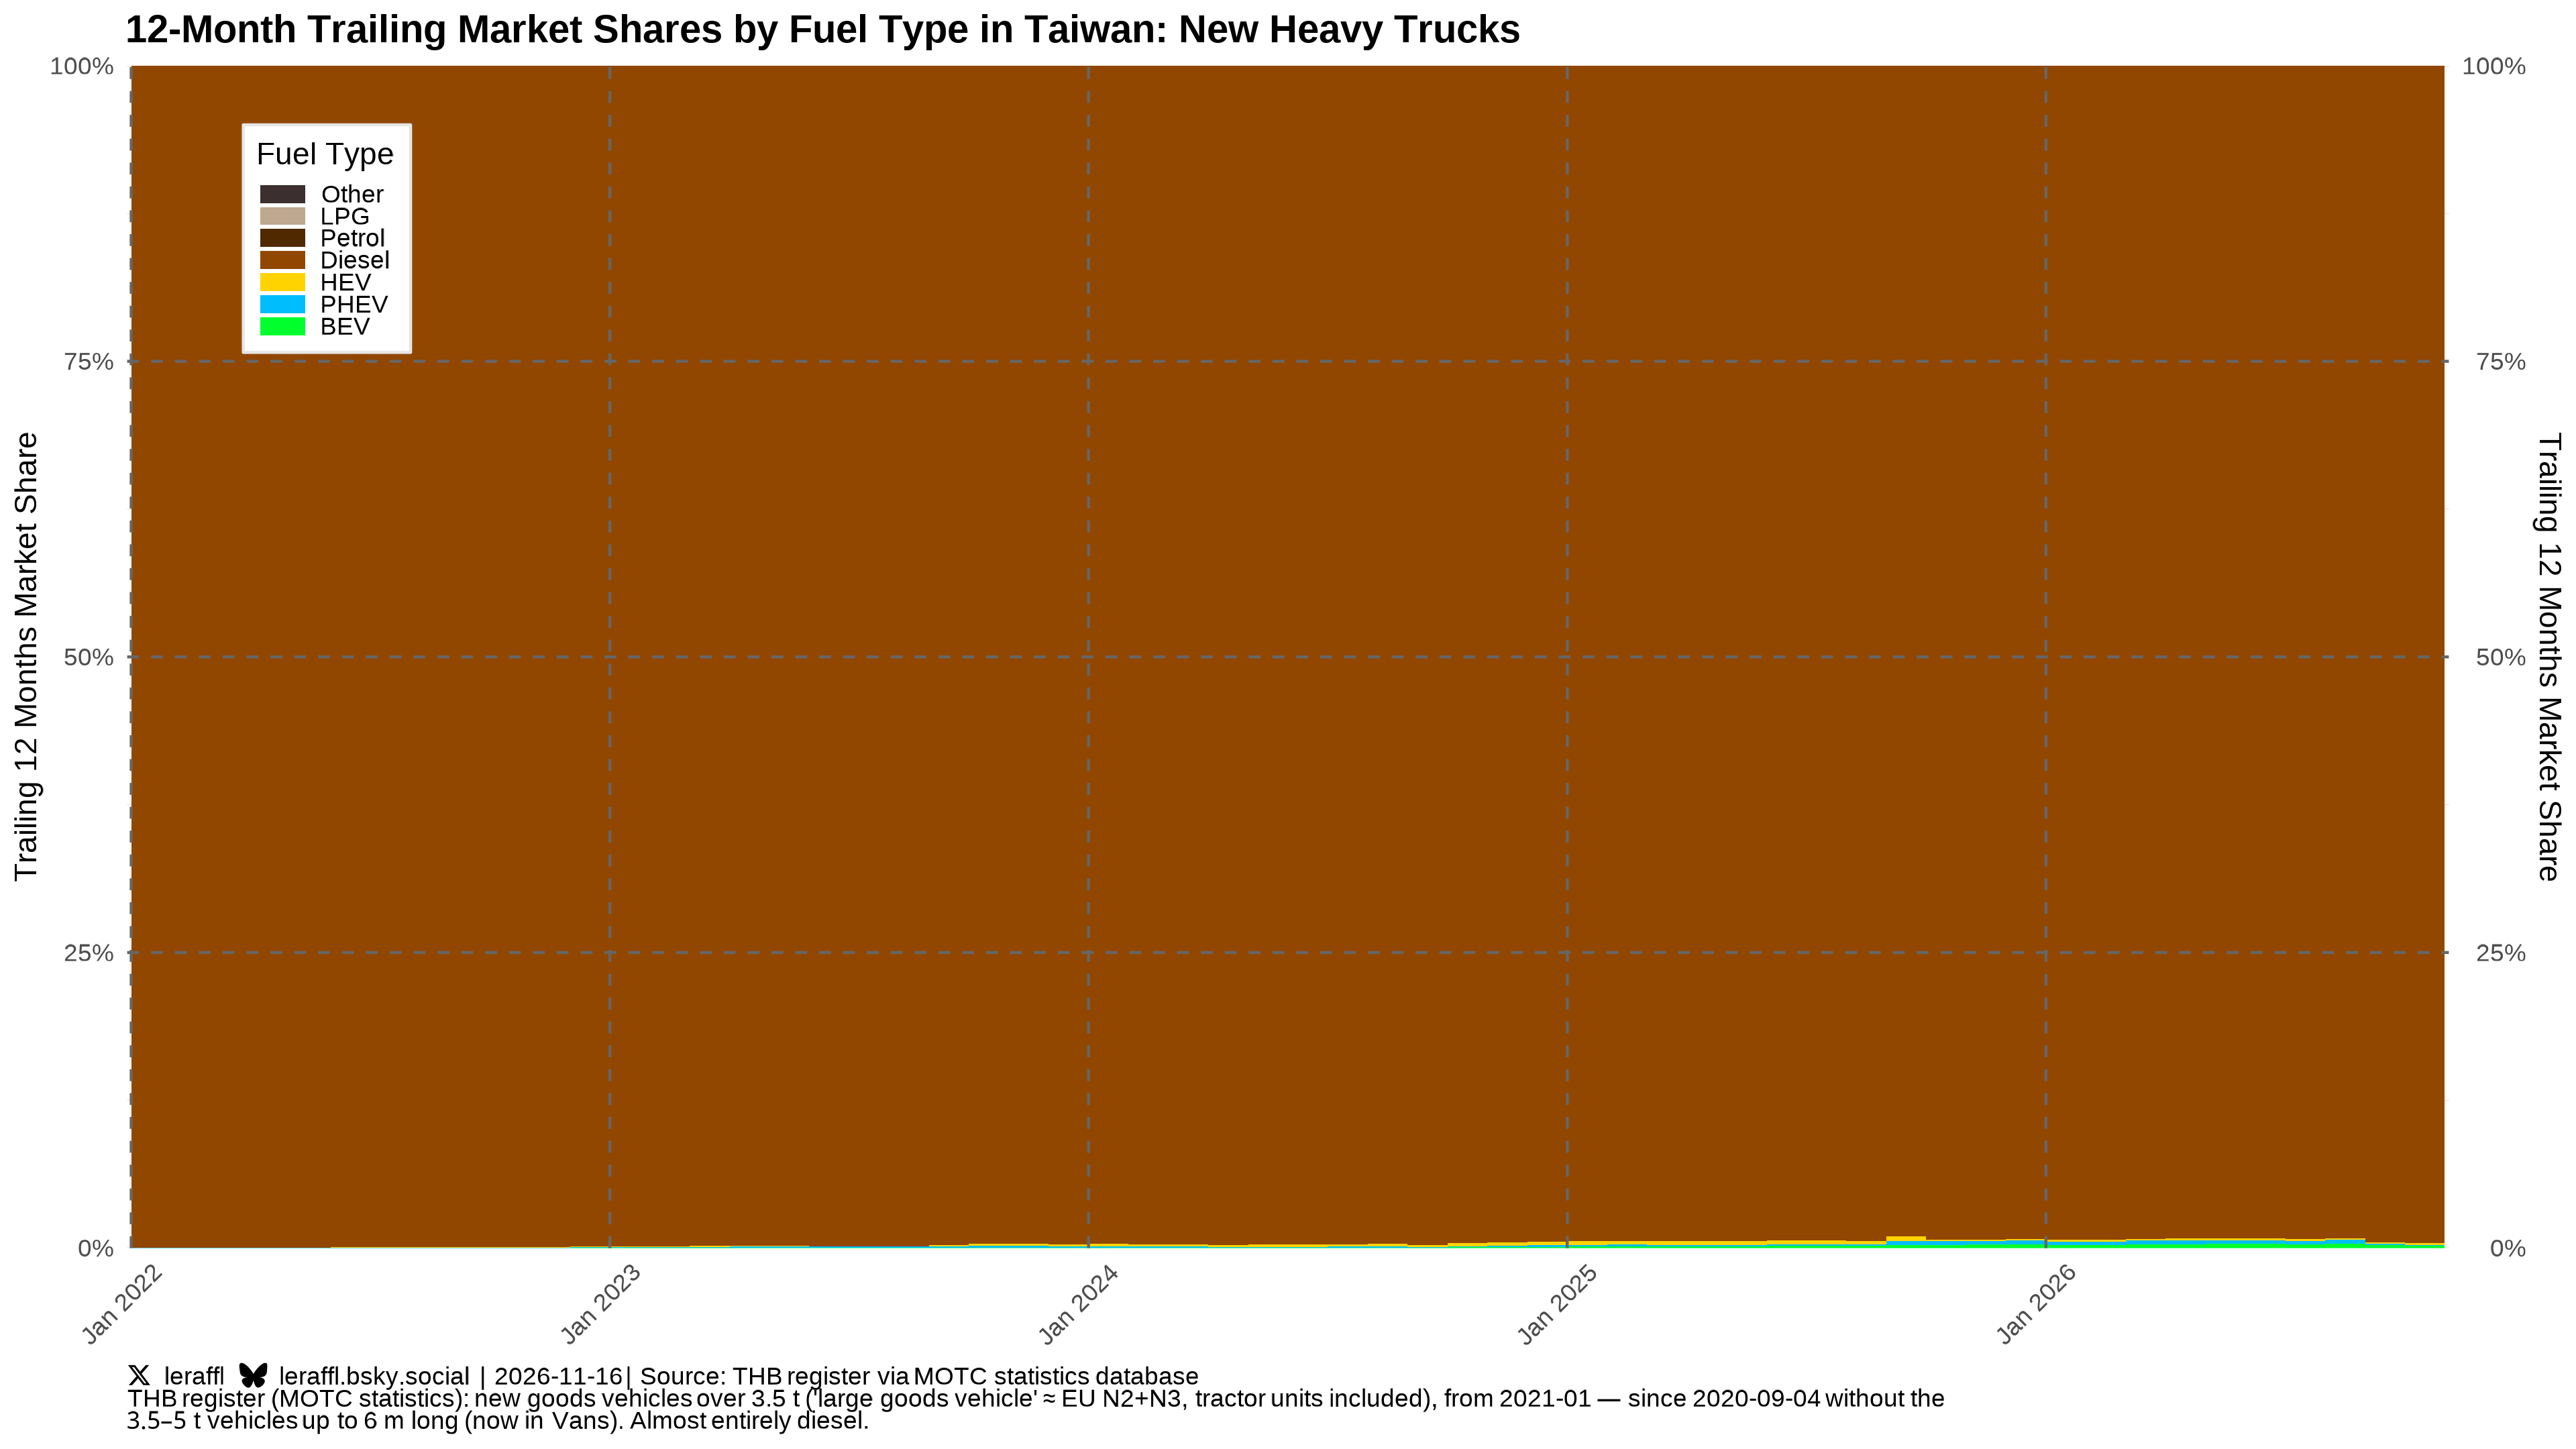 12-Month Trailing Market Shares by Fuel Type in Taiwan: New Heavy Trucks
100%
75%
50%
25%
0%
100%
75%
50%
25%
0%
Trailing 12 Months Market Share
Trailing 12 Months Market Share
Fuel Type
Other
LPG
Petrol
Diesel
HEV
PHEV
BEV
Jan 2022
Jan 2023
Jan 2024
Jan 2025
Jan 2026
leraffl leraffl.bsky.social | 2026-11-16| Source: THB register via MOTC statistics database
THB register (MOTC statistics): new goods vehicles over 3.5 t ('large goods vehicle' ≈ EU N2+N3, tractor units included), from 2021-01 — since 2020-09-04 without the
3.5–5 t vehicles up to 6 m long (now in Vans). Almost entirely diesel.